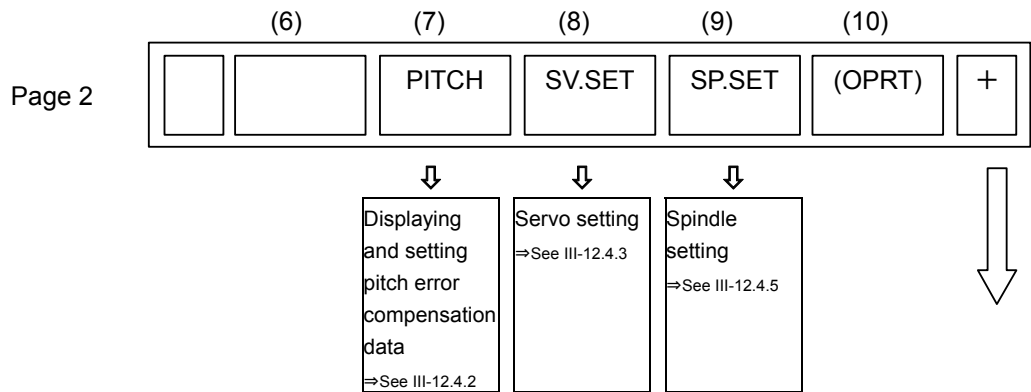 (6) (7) (8) (9) (10)
Page 2
PITCH SV.SET SP.SET (OPRT) +
Displaying
and setting
pitch error
compensation
data
⇒See III-12.4.2
Servo setting
⇒See III-12.4.3
Spindle
setting
⇒See III-12.4.5